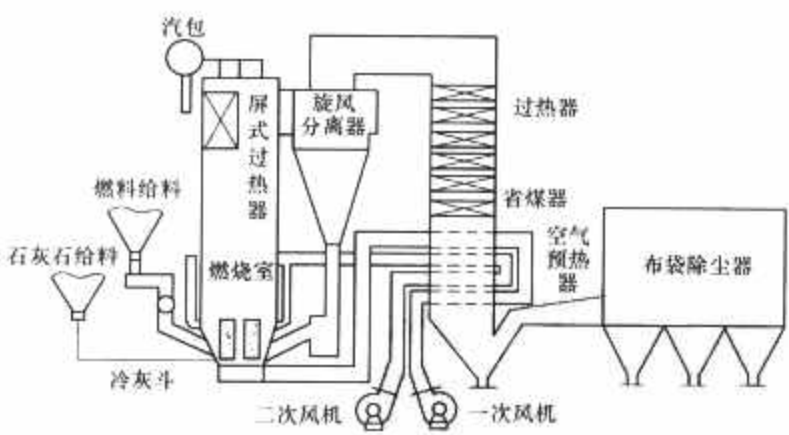 汽包
屏式过热器
旋风
分离器
过热器
燃料给料
省煤器
石灰石给料
燃烧室
空气
预热
器
布袋除尘器
冷灰斗
二次风机
一次风机